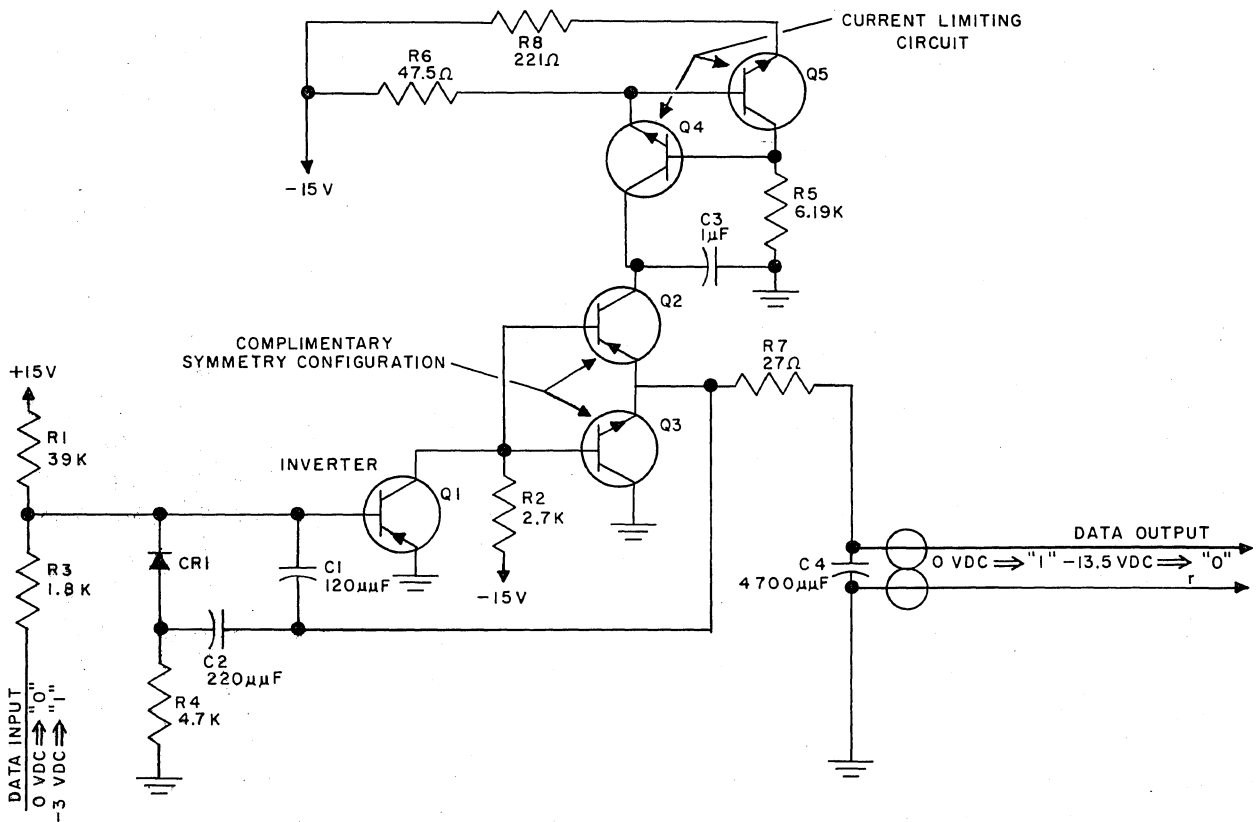 CURRENT LIMITING
CIRCUIT
R8
221Ω
R6
47.5Ω
Q5
Q4
-15V
R5
6.19K
C3
1μF
Q2
COMPLIMENTARY
SYMMETRY CONFIGURATION
R7
27Ω
+15V
Q3
R1
39K
INVERTER
Q1
R2
2.7K
DATA OUTPUT
CR1
C1
120μμF
C4
4700μμF
0 VDC ⇒ "1" -13.5 VDC ⇒ "0"
r
R3
1.8K
-15V
C2
220μμF
R4
4.7K
DATA INPUT
0 VDC ⇒ "0"
-3 VDC ⇒ "1"